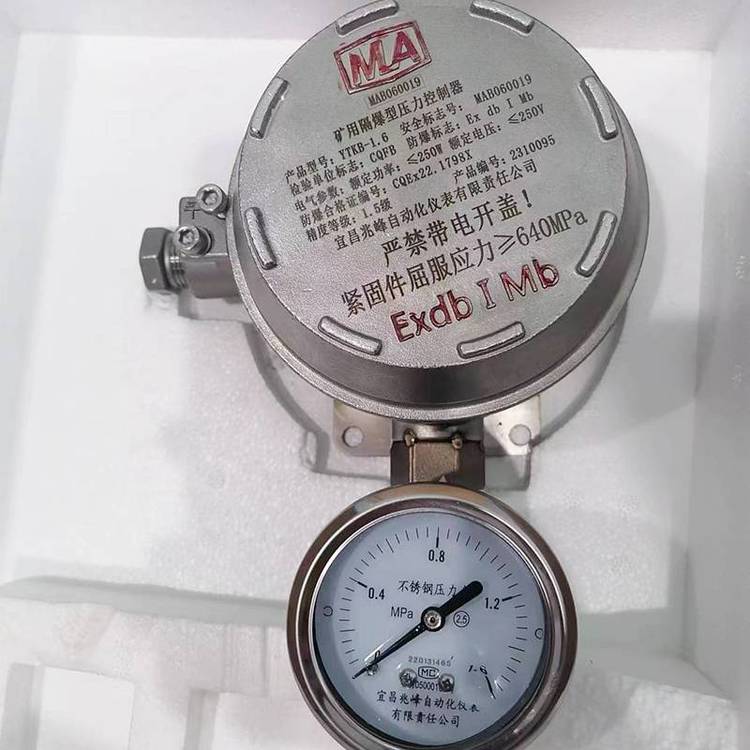 MA
MAB060019
矿用隔爆型压力控制器
产品型号: YTKB-1.6 安全标志号: MAB060019
检验单位标志: CQFB 防爆标志: Ex db I Mb
电气参数: 额定功率: ≤250W 额定电压: ≤250V
防爆合格证编号: CQEx22.1798X
精度等级: 1.5级 产品编号: 2310095
宜昌兆峰自动化仪表有限责任公司
严禁带电开盖!
紧固件屈服应力≥640MPa
Exdb I Mb
0.8
不锈钢压力
0.4
1.2
MPa
2.5
0
220131465
1.6
MC
宜昌兆峰自动化仪表
有限责任公司